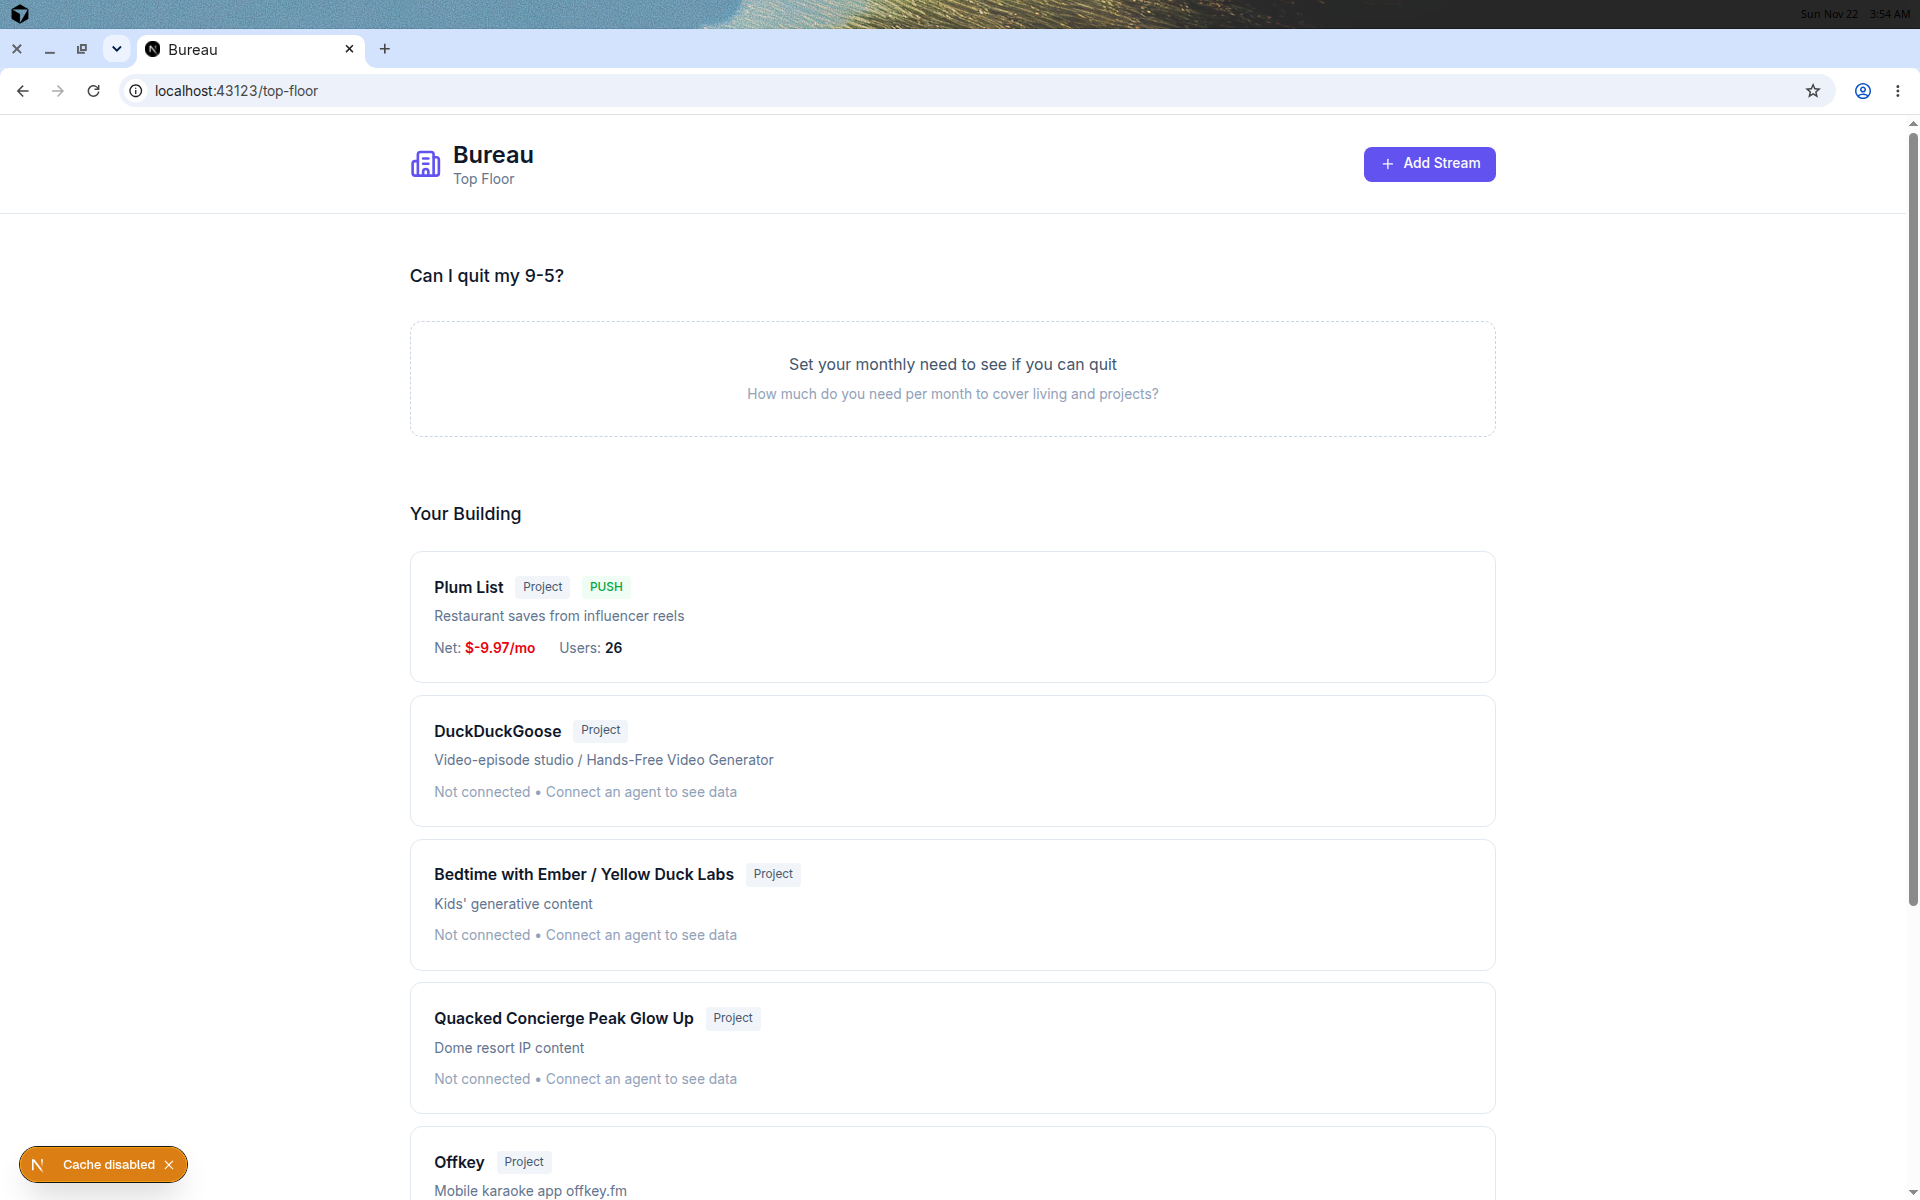 Sun Nov 22 3:54 AM
Bureau
localhost:43123/top-floor
Bureau
Top Floor
Add Stream
Can I quit my 9-5?
Set your monthly need to see if you can quit
How much do you need per month to cover living and projects?
Your Building
Plum List Project PUSH
Restaurant saves from influencer reels
Net: $-9.97/mo Users: 26
DuckDuckGoose Project
Video-episode studio / Hands-Free Video Generator
Not connected • Connect an agent to see data
Bedtime with Ember / Yellow Duck Labs Project
Kids' generative content
Not connected • Connect an agent to see data
Quacked Concierge Peak Glow Up Project
Dome resort IP content
Not connected • Connect an agent to see data
Offkey Project
Mobile karaoke app offkey.fm
Cache disabled